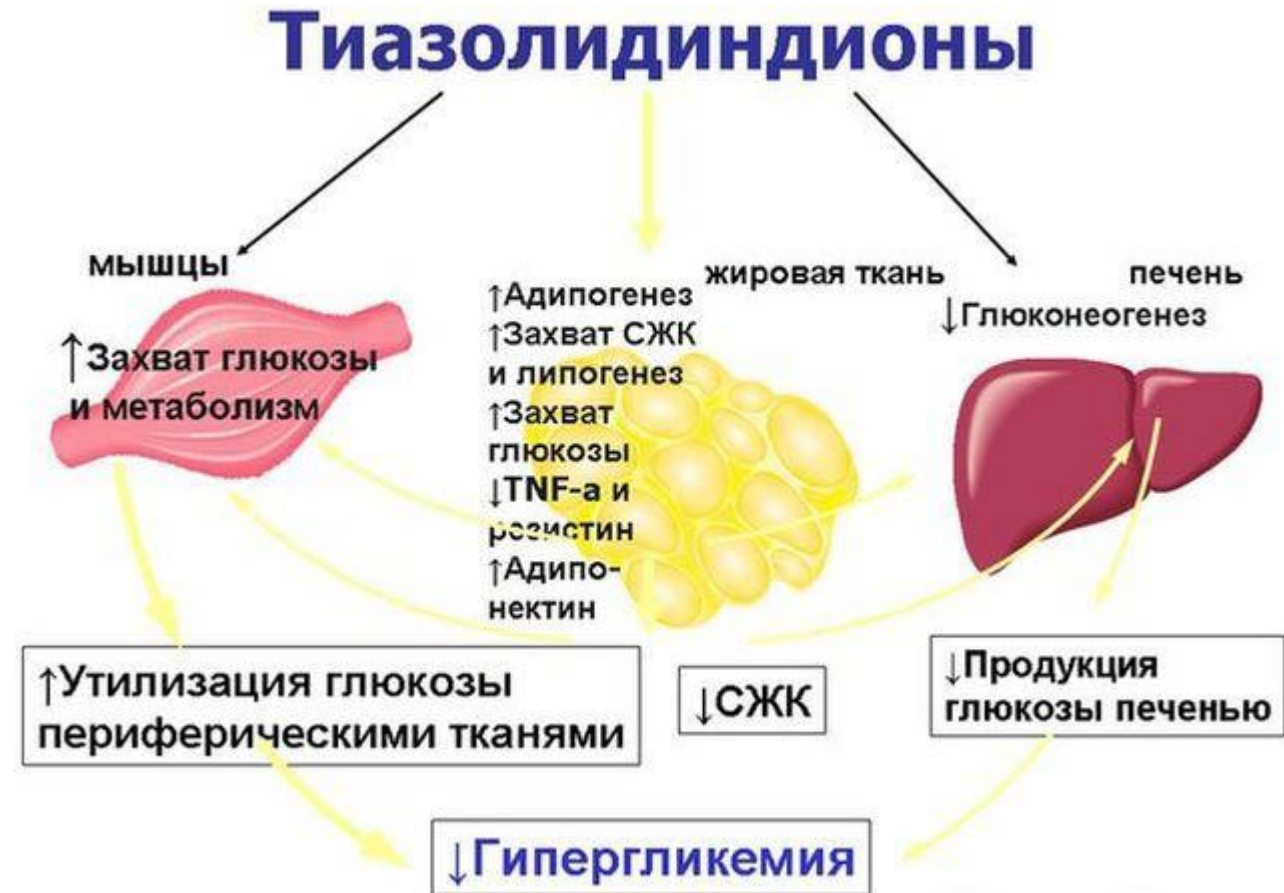 Тиазолидиндионы
мышцы
↑Захват глюкозы
и метаболизм
жировая ткань
↑Адипогенез
↑Захват СЖК
и липогенез
↑Захват
глюкозы
↓TNF-a и
резистин
↑Адипо-
нектин
печень
↓Глюконеогенез
↑Утилизация глюкозы
периферическими тканями
↓СЖК
↓Продукция
глюкозы печенью
↓Гипергликемия